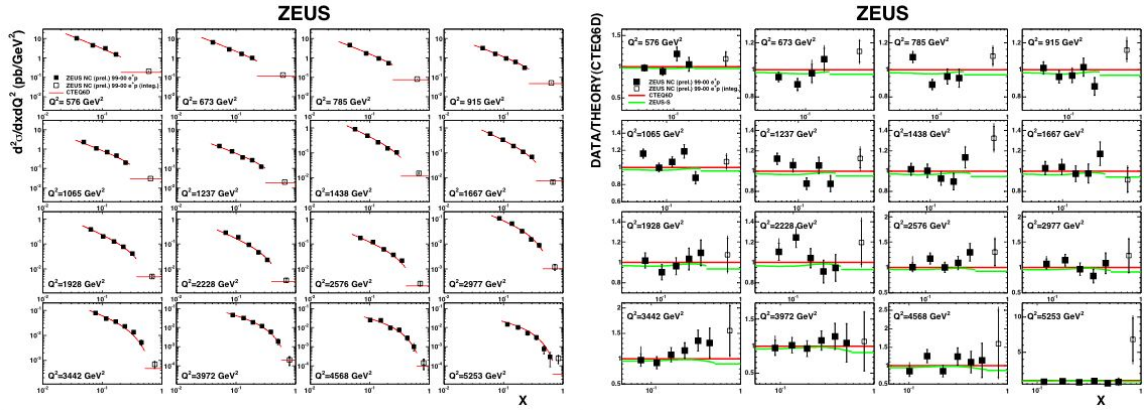 ZEUS
d²σ/dxdQ² (pb/GeV²)
ZEUS NC (prel.) 99-00 e⁺p
ZEUS NC (prel.) 99-00 e⁺p (integ.)
CTEQ6D
Q²= 576 GeV²
Q²= 673 GeV²
Q²= 785 GeV²
Q²= 915 GeV²
Q²=1065 GeV²
Q²=1237 GeV²
Q²=1438 GeV²
Q²=1667 GeV²
Q²=1928 GeV²
Q²=2228 GeV²
Q²=2576 GeV²
Q²= 2977 GeV²
Q²=3442 GeV²
Q²=3972 GeV²
Q²=4568 GeV²
Q²=5253 GeV²
X
ZEUS
DATA/THEORY(CTEQ6D)
Q²= 576 GeV²
Q²= 673 GeV²
Q²= 785 GeV²
Q²= 915 GeV²
ZEUS NC (prel.) 99-00 e⁺p
ZEUS NC (prel.) 99-00 e⁺p (integ.)
CTEQ6D
ZEUS-S
Q²=1065 GeV²
Q²=1237 GeV²
Q²=1438 GeV²
Q²=1667 GeV²
Q²=1928 GeV²
Q²=2228 GeV²
Q²=2576 GeV²
Q²=2977 GeV²
Q²=3442 GeV²
Q²=3972 GeV²
Q²=4568 GeV²
Q²=5253 GeV²
X